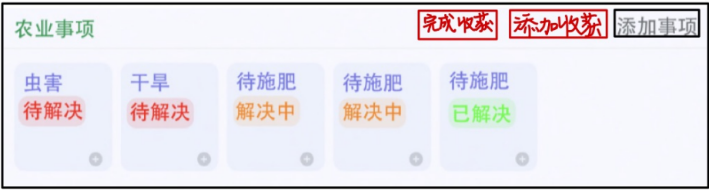 农业事项 完成收获 添加收获 添加事项
虫害 干旱 待施肥 待施肥 待施肥
待解决 待解决 解决中 解决中 已解决